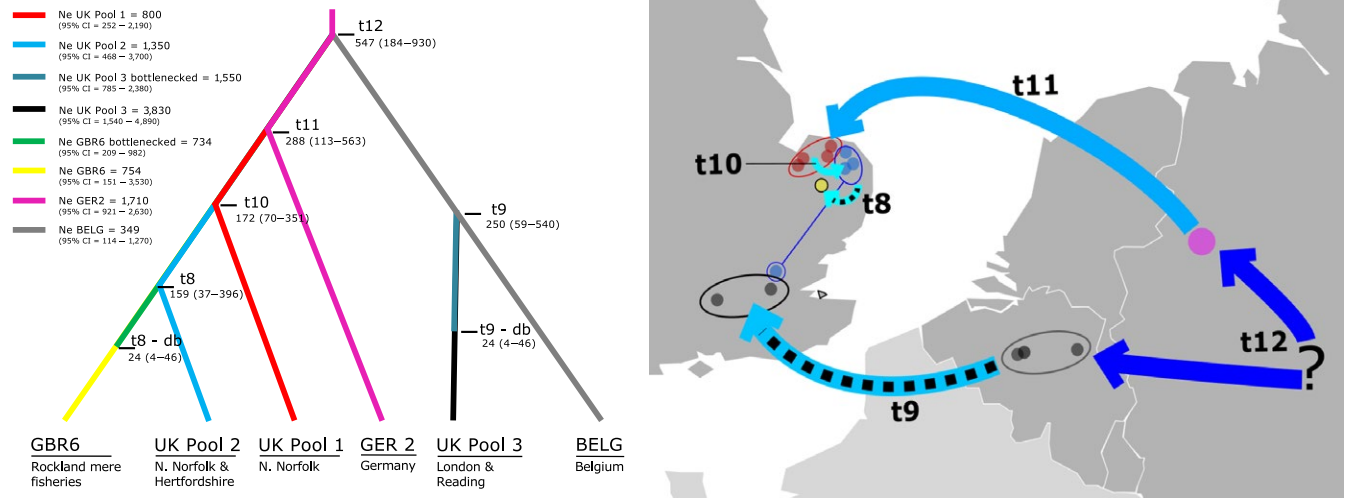 Ne UK Pool 1 = 800
(95% CI = 252 – 2,190)
Ne UK Pool 2 = 1,350
(95% CI = 468 – 3,700)
Ne UK Pool 3 bottlenecked = 1,550
(95% CI = 785 – 2,380)
Ne UK Pool 3 = 3,830
(95% CI = 1,540 – 4,890)
Ne GBR6 bottlenecked = 734
(95% CI = 209 – 982)
Ne GBR6 = 754
(95% CI = 151 – 3,530)
Ne GER2 = 1,710
(95% CI = 921 – 2,630)
Ne BELG = 349
(95% CI = 114 – 1,270)
t12
547 (184–930)
t11
288 (113–563)
t10
172 (70–351)
t9
250 (59–540)
t8
159 (37–396)
t9 - db
24 (4–46)
t8 - db
24 (4–46)
GBR6
Rockland mere
fisheries
UK Pool 2
N. Norfolk &
Hertfordshire
UK Pool 1
N. Norfolk
GER 2
Germany
UK Pool 3
London &
Reading
BELG
Belgium
t11
t10
t8
t12
?
t9